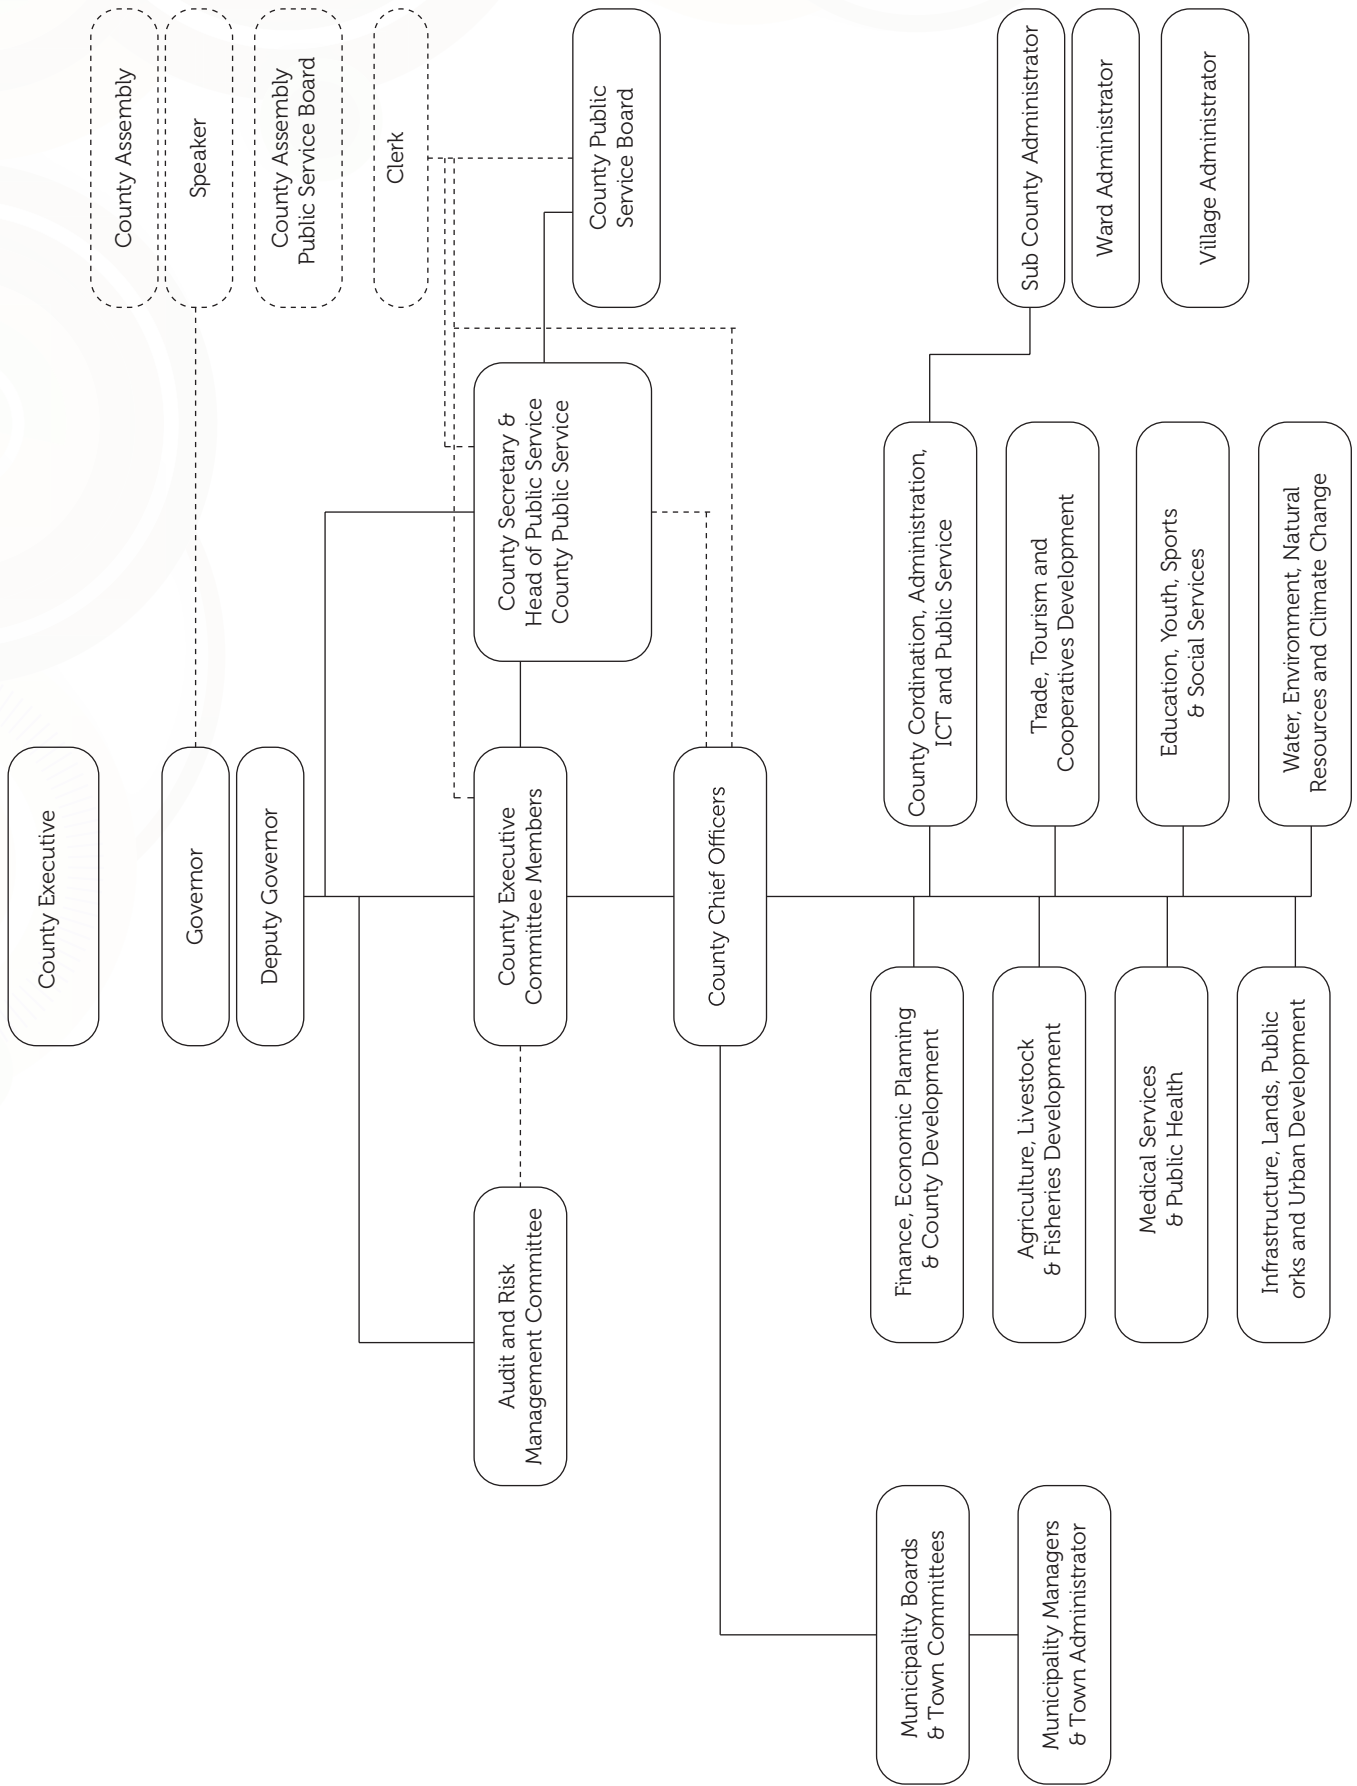 County Executive
County Assembly
Governor
Speaker
Deputy Governor
County Assembly
Public Service Board
Clerk
Audit and Risk
Management Committee
County Executive
Committee Members
County Secretary &
Head of Public Service
County Public Service
County Public
Service Board
County Chief Officers
Municipality Boards
& Town Committees
Municipality Managers
& Town Administrator
Finance, Economic Planning
& County Development
Agriculture, Livestock
& Fisheries Development
Medical Services
& Public Health
Infrastructure, Lands, Public
orks and Urban Development
County Cordination, Administration,
ICT and Public Service
Trade, Tourism and
Cooperatives Development
Education, Youth, Sports
& Social Services
Water, Environment, Natural
Resources and Climate Change
Sub County Administrator
Ward Administrator
Village Administrator